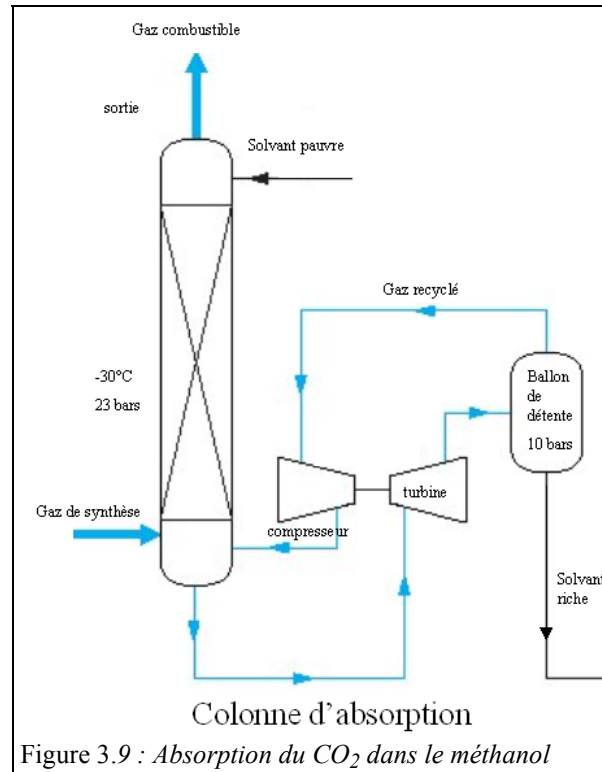 Gaz combustible
sortie
Solvant pauvre
Gaz recyclé
Ballon
de
détente
10 bars
-30°C
23 bars
turbine
Gaz de synthèse
compresseur
Solvant
riche
Colonne d'absorption
Figure 3.9 : Absorption du CO2 dans le méthanol